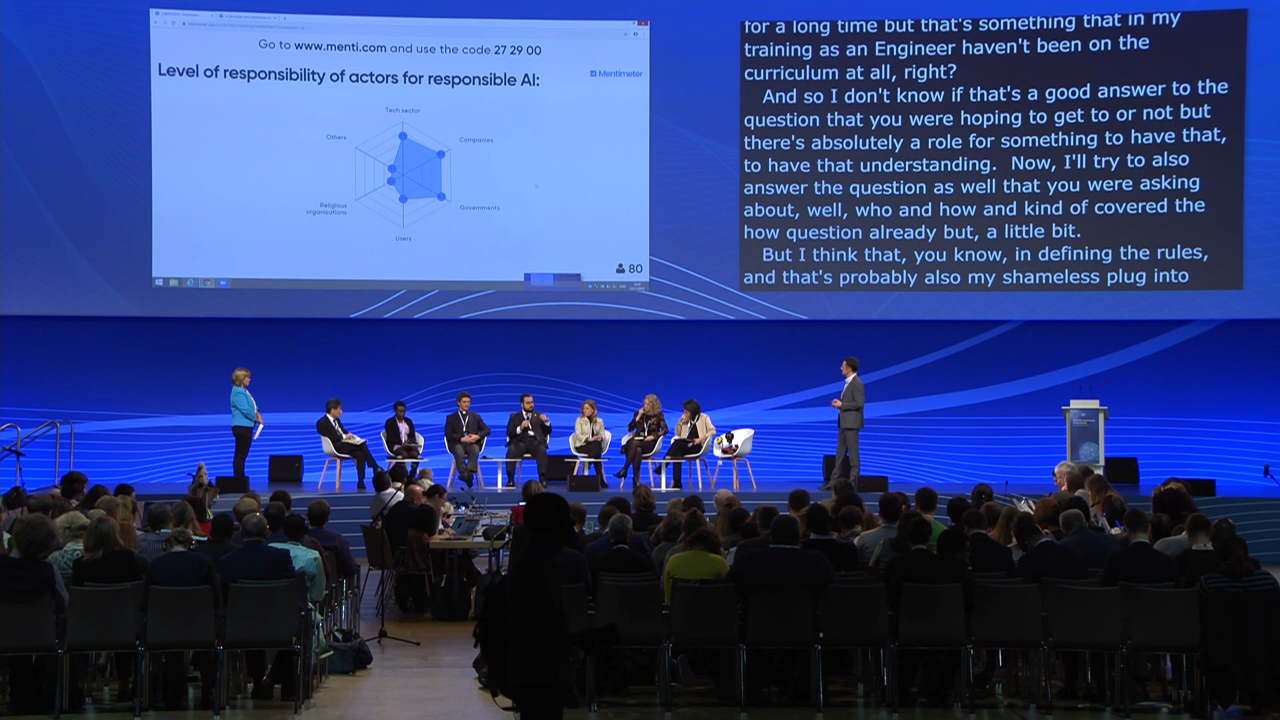 Go to www.menti.com and use the code 27 29 00
Level of responsibility of actors for responsible AI:
Mentimeter
Tech sector
Others
Companies
Religious
organisations
Governments
Users
80
for a long time but that's something that in my
training as an Engineer haven't been on the
curriculum at all, right?
And so I don't know if that's a good answer to the
question that you were hoping to get to or not but
there's absolutely a role for something to have that,
to have that understanding. Now, I'll try to also
answer the question as well that you were asking
about, well, who and how and kind of covered the
how question already but, a little bit.
But I think that, you know, in defining the rules,
and that's probably also my shameless plug into